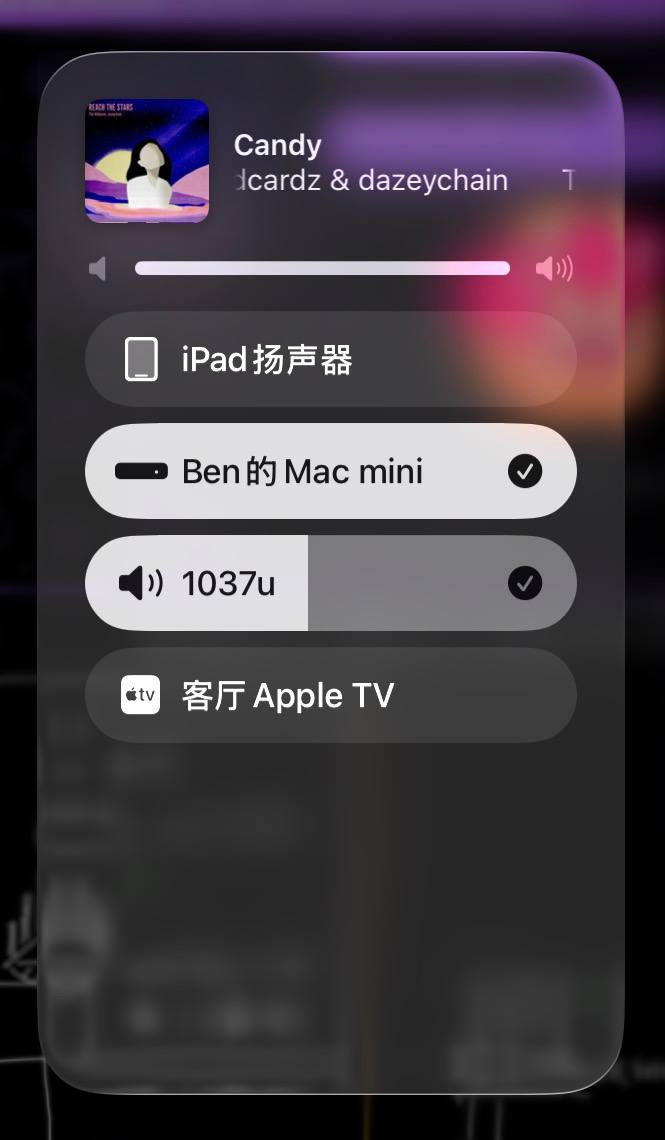 REACH THE STARS
Candy
dcardz & dazeychain T
iPad扬声器
Ben的Mac mini
1037u
tv 客厅 Apple TV